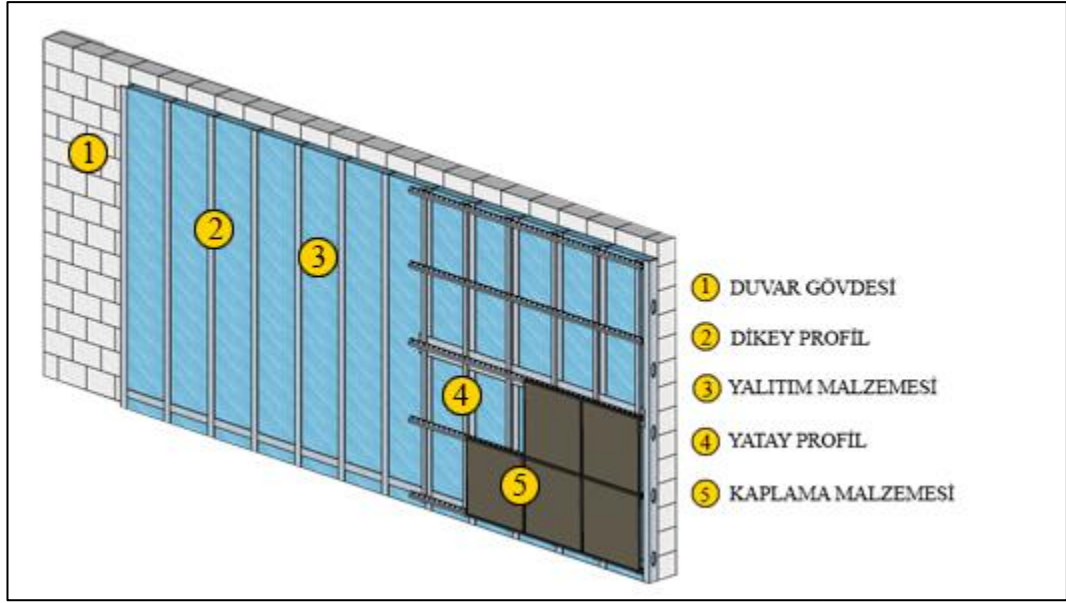 1
2
3
4
5
1 DUVAR GÖVDESİ
2 DİKEY PROFİL
3 YALITIM MALZEMESİ
4 YATAY PROFİL
5 KAPLAMA MALZEMESİ